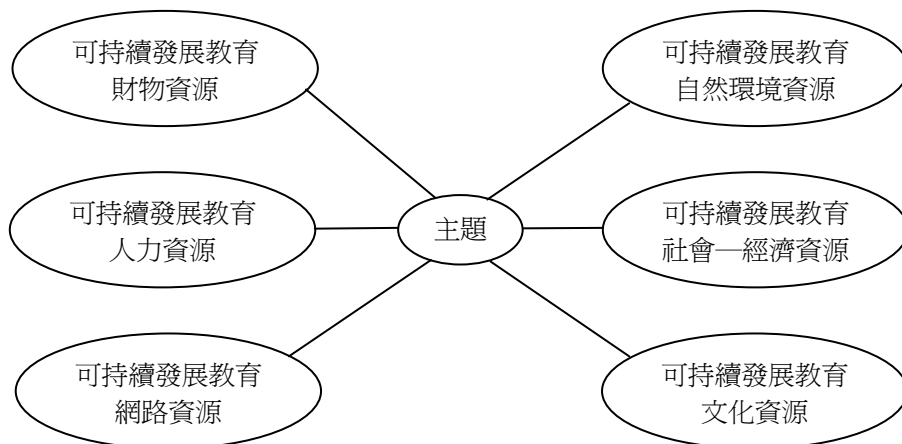 可持續發展教育
財物資源
可持續發展教育
自然環境資源
可持續發展教育
人力資源
主題
可持續發展教育
社會—經濟資源
可持續發展教育
網路資源
可持續發展教育
文化資源